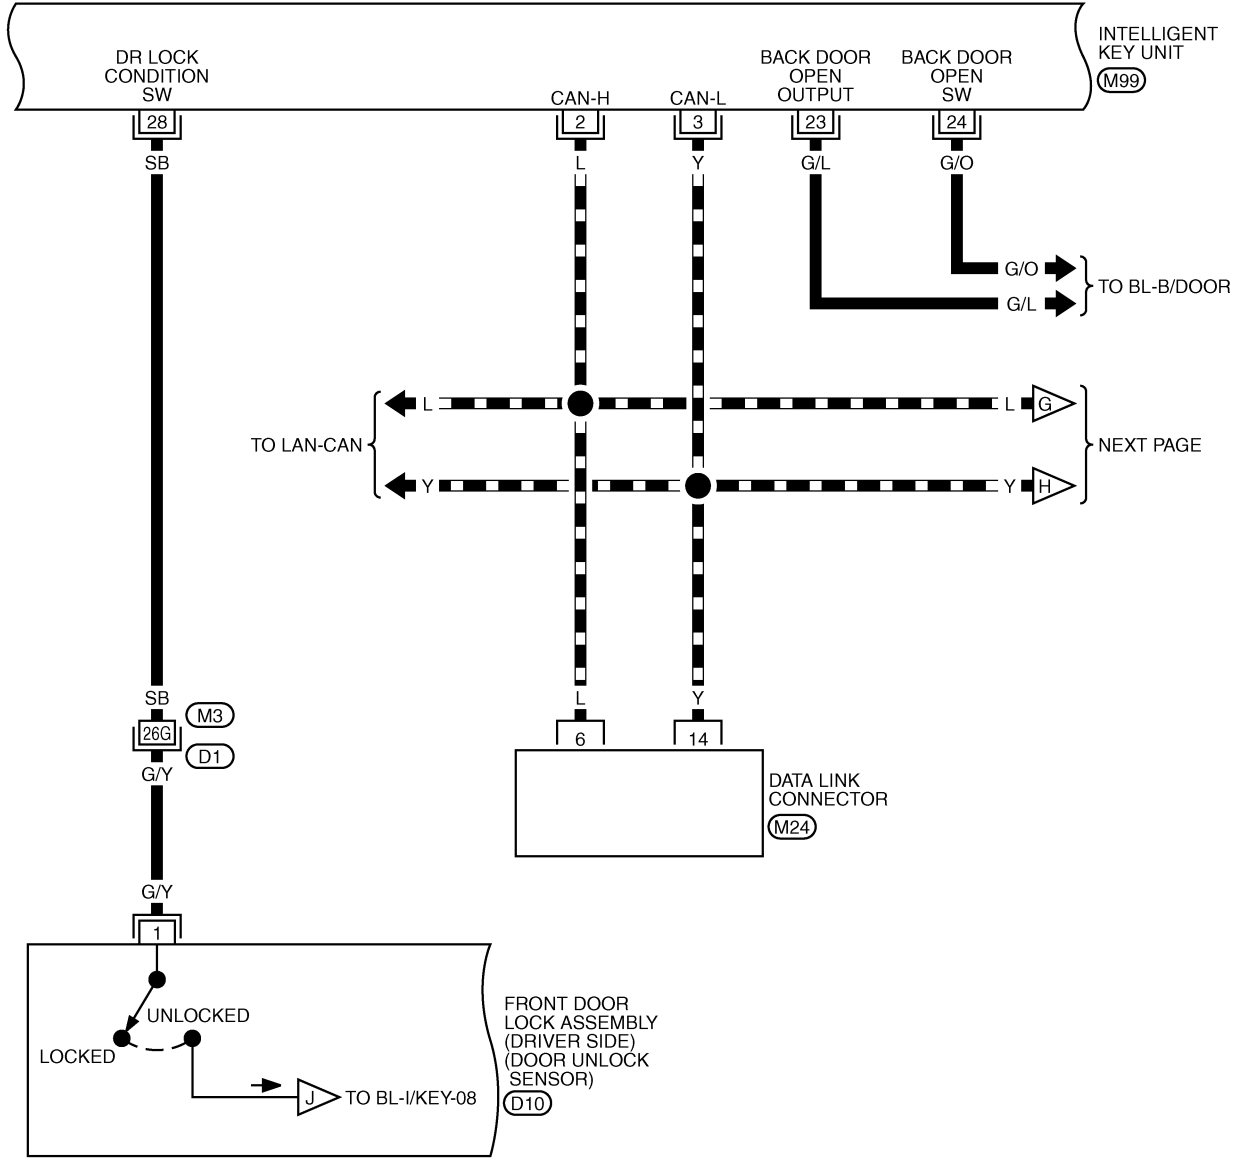 INTELLIGENT
KEY UNIT
M99
DR LOCK
CONDITION
SW
CAN-H
CAN-L
BACK DOOR
OPEN
OUTPUT
BACK DOOR
OPEN
SW
28
2
3
23
24
SB
L
Y
G/L
G/O
G/O
TO BL-B/DOOR
G/L
L
L
G
TO LAN-CAN
NEXT PAGE
Y
Y
H
SB
L
Y
M3
26G
6
14
D1
G/Y
DATA LINK
CONNECTOR
M24
G/Y
1
UNLOCKED
LOCKED
J
TO BL-I/KEY-08
FRONT DOOR
LOCK ASSEMBLY
(DRIVER SIDE)
(DOOR UNLOCK
SENSOR)
D10